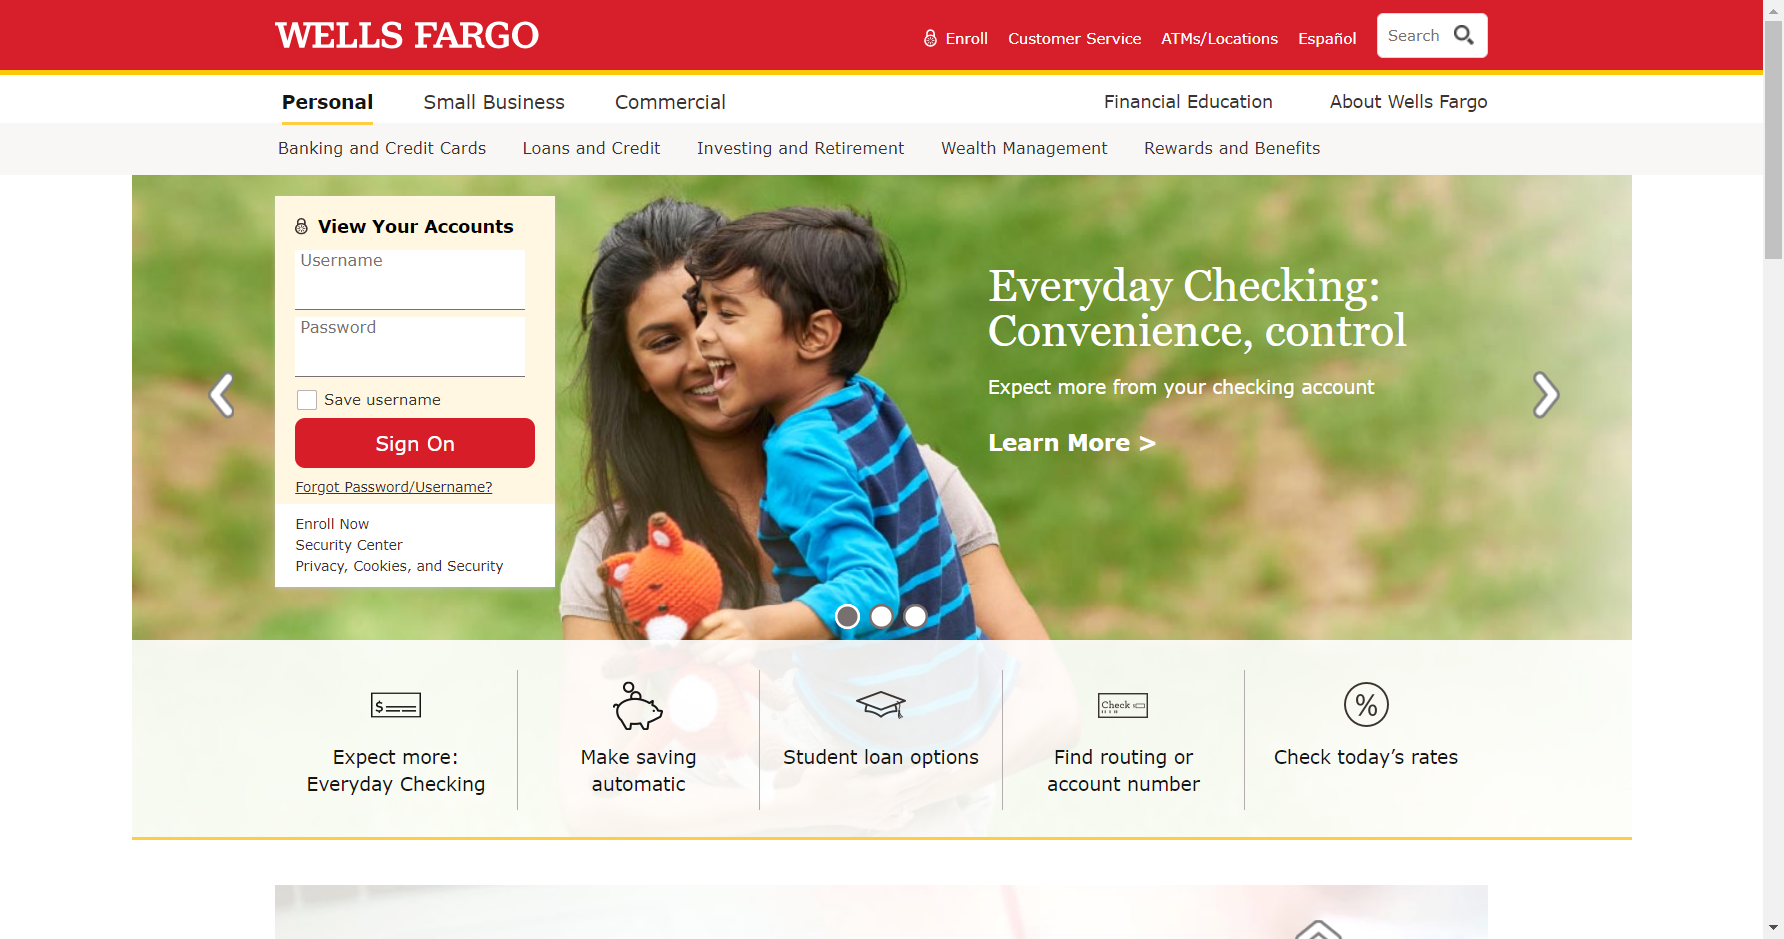 WELLS FARGO
Enroll
Customer Service
ATMs/Locations
Español
Search
Personal
Small Business
Commercial
Financial Education
About Wells Fargo
Banking and Credit Cards
Loans and Credit
Investing and Retirement
Wealth Management
Rewards and Benefits
View Your Accounts
Username
Password
Save username
Sign On
Forgot Password/Username?
Enroll Now
Security Center
Privacy, Cookies, and Security
Everyday Checking:
Convenience, control
Expect more from your checking account
Learn More >
$
Expect more:
Everyday Checking
Make saving
automatic
Student loan options
Check
Find routing or
account number
%
Check today’s rates